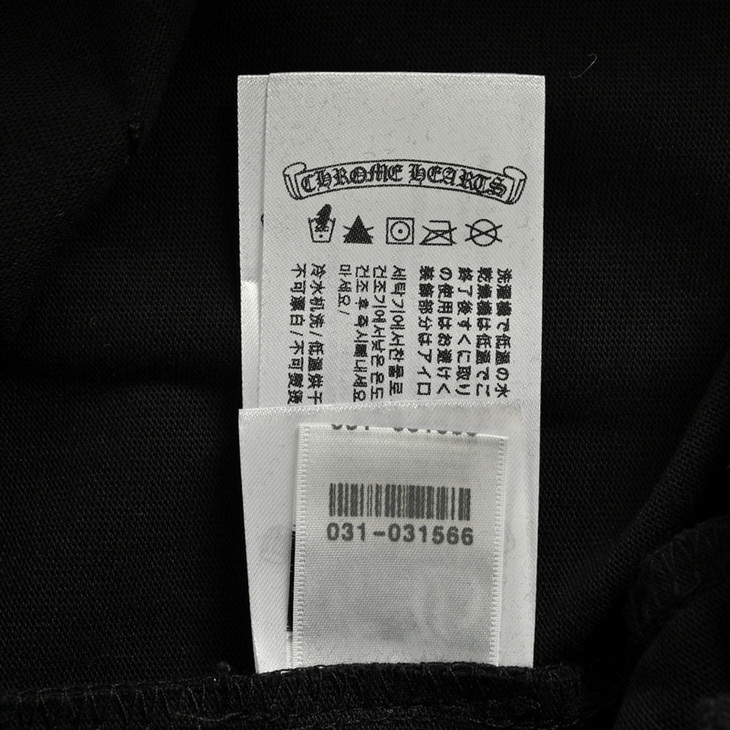 CHROME HEARTS
洗濯機で低温の水
乾燥機は低温でこ
終了後すぐに取り
の使用はお避けく
装飾部分はアイロ
세탁기에서찬물로
건조기에서낮은온도
건조후즉시꺼내세요
마세요/
冷水机洗/低温烘干
不可漂白/不可熨烫
031-031566